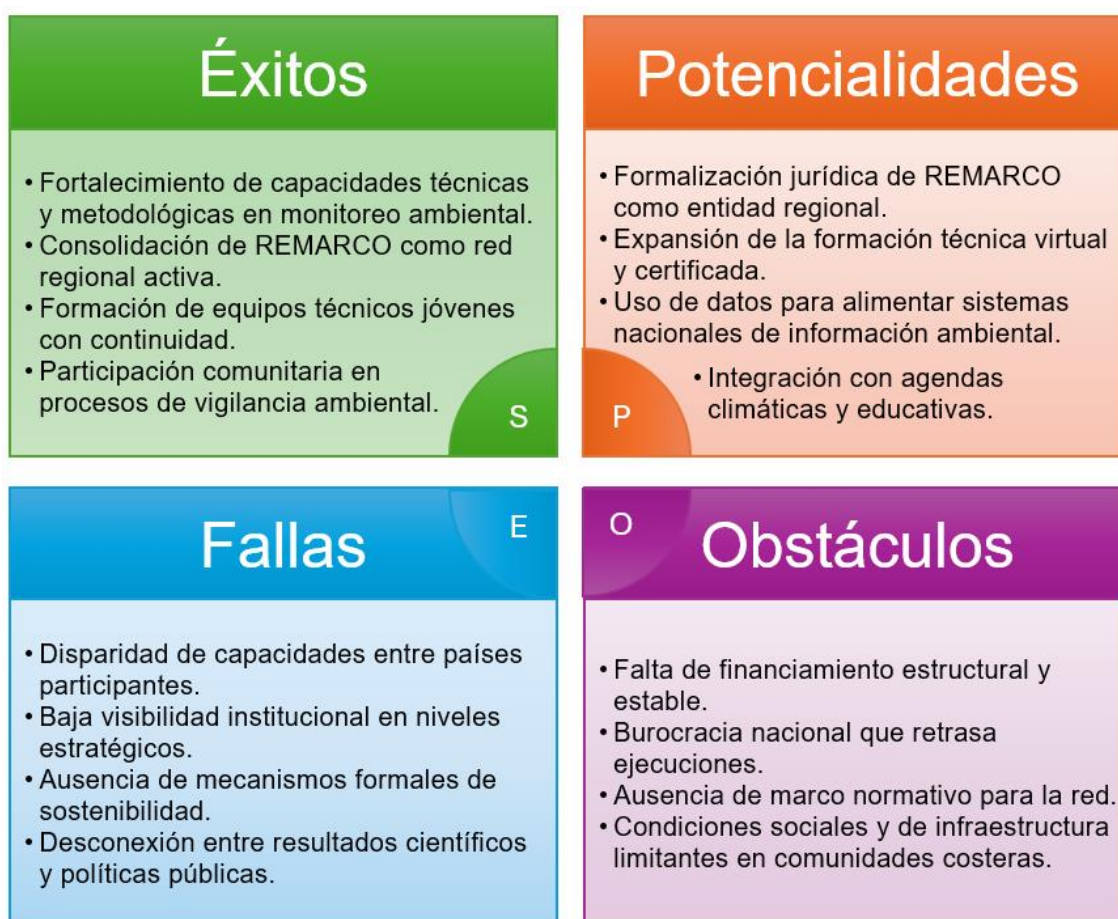 Éxitos
• Fortalecimiento de capacidades técnicas
y metodológicas en monitoreo ambiental.
• Consolidación de REMARCO como red
regional activa.
• Formación de equipos técnicos jóvenes
con continuidad.
• Participación comunitaria en
procesos de vigilancia ambiental.
S
Potencialidades
• Formalización jurídica de REMARCO
como entidad regional.
• Expansión de la formación técnica virtual
y certificada.
• Uso de datos para alimentar sistemas
nacionales de información ambiental.
• Integración con agendas
climáticas y educativas.
P
Fallas
E
• Disparidad de capacidades entre países
participantes.
• Baja visibilidad institucional en niveles
estratégicos.
• Ausencia de mecanismos formales de
sostenibilidad.
• Desconexión entre resultados científicos
y políticas públicas.
O
Obstáculos
• Falta de financiamiento estructural y
estable.
• Burocracia nacional que retrasa
ejecuciones.
• Ausencia de marco normativo para la red.
• Condiciones sociales y de infraestructura
limitantes en comunidades costeras.